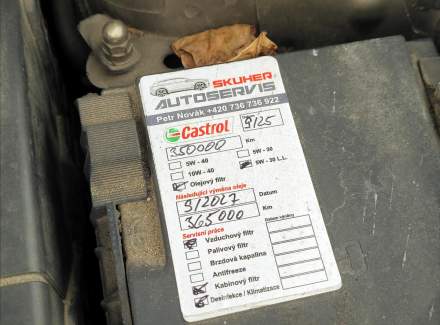 SKUHER
AUTOSERVIS
Petr Novák +420 736 736 922
Castrol 9/25
350000 Km
5W - 40 5W - 30
10W - 40 5W - 30 L.L.
Olejový filtr
Následující výměna oleje
9/2027 Datum
365000 Km
Servisní práce Datum výměny
Vzduchový filtr
Palivový filtr
Brzdová kapalina
Antifreeze
Kabinový filtr
Desinfekce / Klimatizace